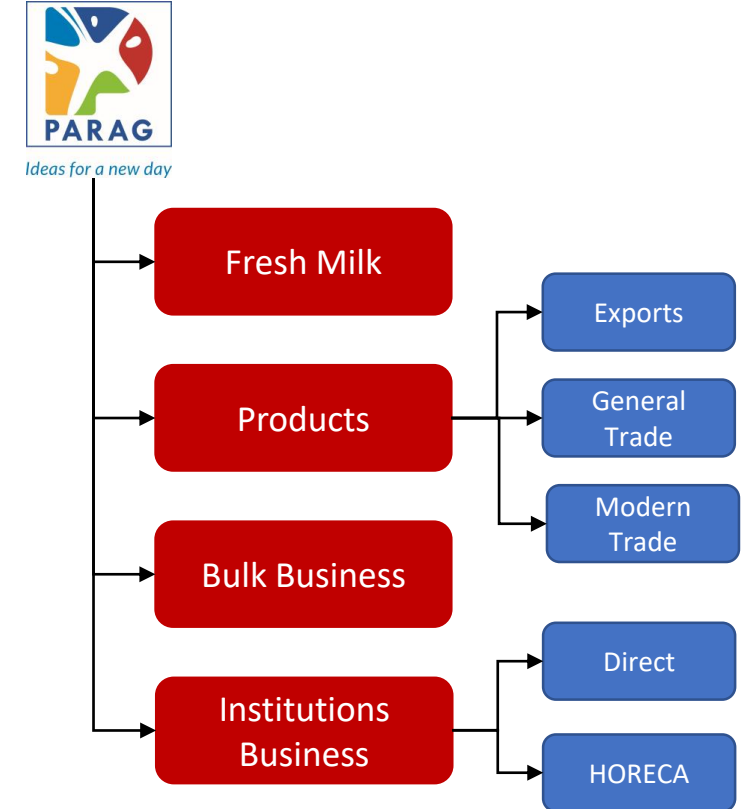 PARAG
Ideas for a new day
Fresh Milk
Products
Exports
General
Trade
Modern
Trade
Bulk Business
Institutions
Business
Direct
HORECA